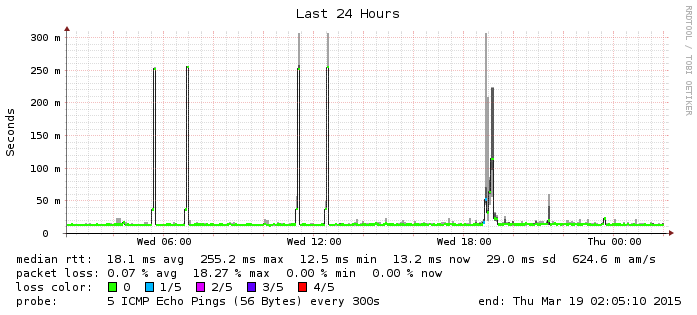 Last 24 Hours
RRDTOOL / TOBI OETIKER
Seconds
300 m
250 m
200 m
150 m
100 m
50 m
0
Wed 06:00 Wed 12:00 Wed 18:00 Thu 00:00
median rtt: 18.1 ms avg 255.2 ms max 12.5 ms min 13.2 ms now 29.0 ms sd 624.6 m am/s
packet loss: 0.07 % avg 18.27 % max 0.00 % min 0.00 % now
loss color: 0 1/5 2/5 3/5 4/5
probe: 5 ICMP Echo Pings (56 Bytes) every 300s end: Thu Mar 19 02:05:10 2015